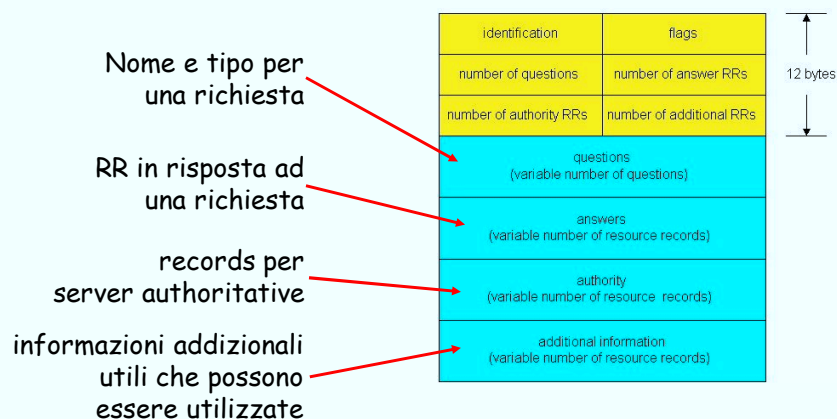 Nome e tipo per
una richiesta
RR in risposta ad
una richiesta
records per
server authoritative
informazioni addizionali
utili che possono
essere utilizzate
identification
flags
number of questions
number of answer RRs
number of authority RRs
number of additional RRs
12 bytes
questions
(variable number of questions)
answers
(variable number of resource records)
authority
(variable number of resource records)
additional information
(variable number of resource records)